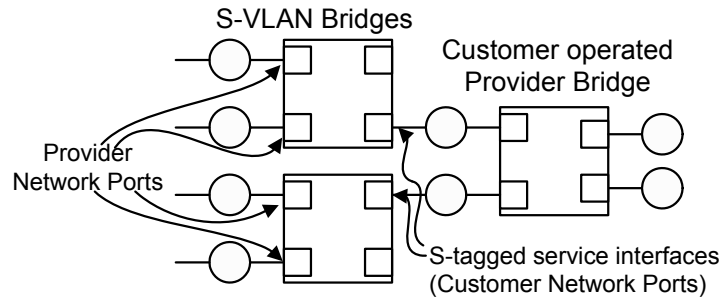 S-VLAN Bridges
Customer operated
Provider Bridge
Provider
Network Ports
S-tagged service interfaces
(Customer Network Ports)